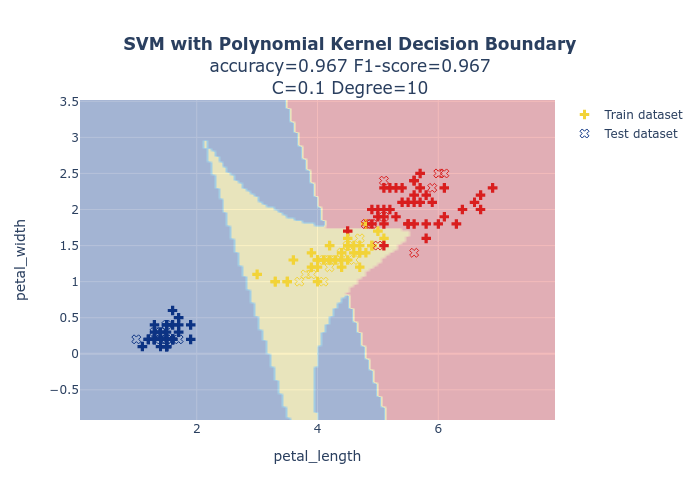 SVM with Polynomial Kernel Decision Boundary
accuracy=0.967 F1-score=0.967
C=0.1 Degree=10
Train dataset
Test dataset
3.5
3
2.5
2
1.5
1
0.5
0
−0.5
petal_width
2
4
6
petal_length